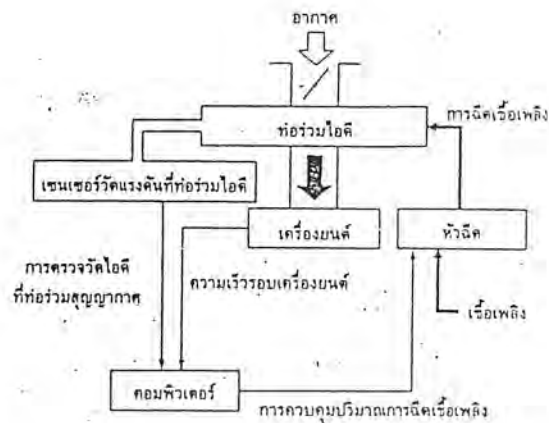 อากาศ
การฉีดเชื้อเพลิง
ท่อร่วมไอดี
เซนเซอร์วัดแรงดันที่ท่อร่วมไอดี
เครื่องยนต์
หัวฉีด
การตรวจวัดไอดี
ที่ท่อร่วมสุญญากาศ
ความเร็วรอบเครื่องยนต์
เชื้อเพลิง
คอมพิวเตอร์
การควบคุมปริมาณการฉีดเชื้อเพลิง